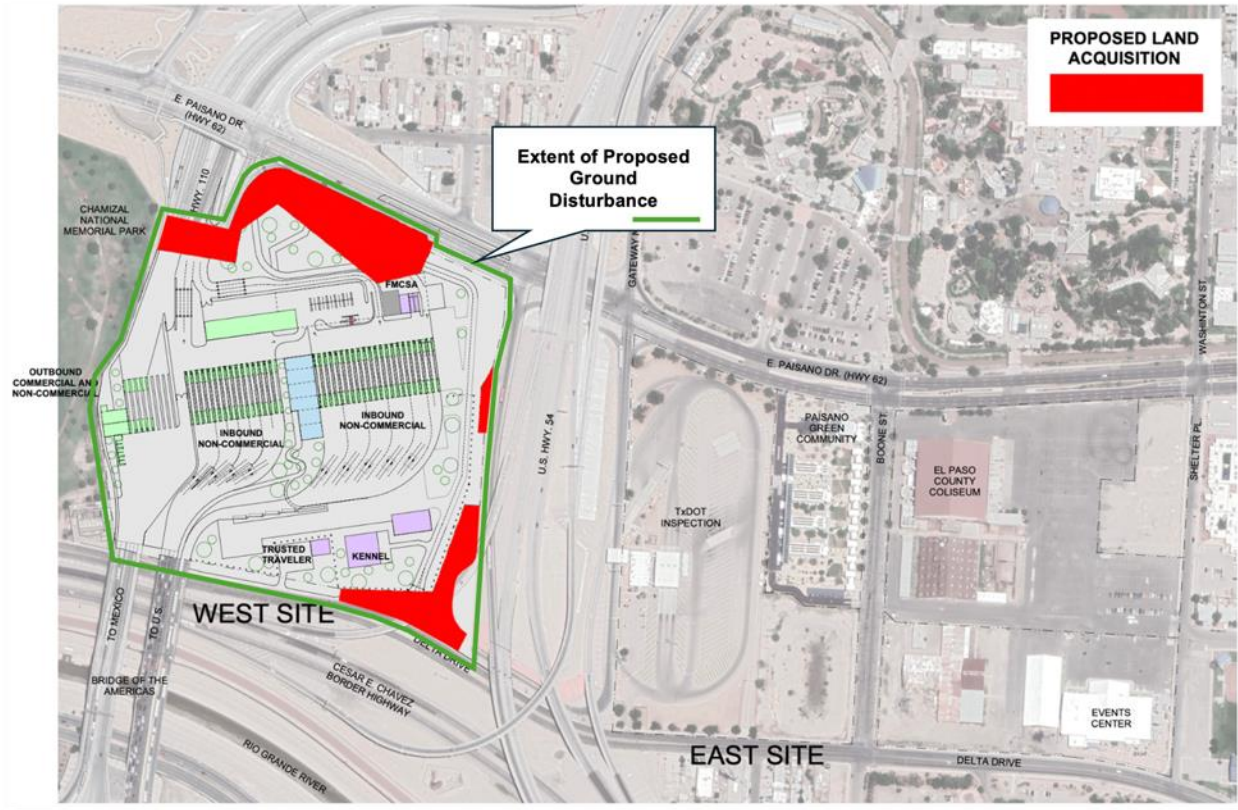 PROPOSED LAND
ACQUISITION
E. PAISANO DR.
(HWY 62)
Extent of Proposed
Ground
Disturbance
HWY. 110
CHAMIZAL
NATIONAL
MEMORIAL PARK
GATEWAY
FMCSA
WASHINTON ST
E. PAISANO DR. (HWY 62)
OUTBOUND
COMMERCIAL AND
NON-COMMERCIAL
INBOUND
NON-COMMERCIAL
INBOUND
NON-COMMERCIAL
U.S. HWY. 54
PAISANO
GREEN
COMMUNITY
BOONE ST
SHELTER PL.
EL PASO
COUNTY
COLISEUM
TxDOT
INSPECTION
TRUSTED
TRAVELER
KENNEL
WEST SITE
TO MEXICO
TO U.S.
DELTA DRIVE
CESAR E. CHAVEZ
BORDER HIGHWAY
BRIDGE OF THE
AMERICAS
RIO GRANDE RIVER
EVENTS
CENTER
EAST SITE
DELTA DRIVE